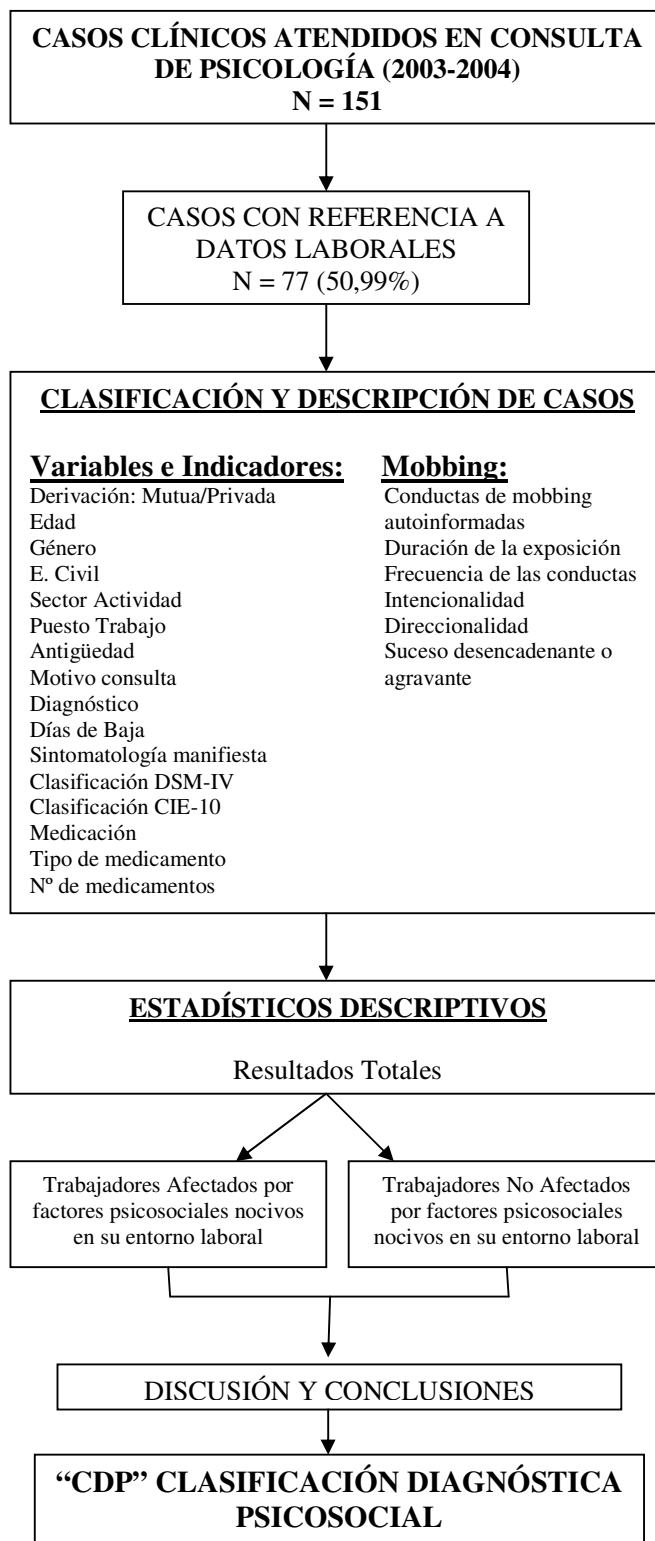 CASOS CLÍNICOS ATENDIDOS EN CONSULTA
DE PSICOLOGÍA (2003-2004)
N = 151
CASOS CON REFERENCIA A
DATOS LABORALES
N = 77 (50,99%)
CLASIFICACIÓN Y DESCRIPCIÓN DE CASOS
Variables e Indicadores:
Derivación: Mutua/Privada
Edad
Género
E. Civil
Sector Actividad
Puesto Trabajo
Antigüedad
Motivo consulta
Diagnóstico
Días de Baja
Sintomatología manifiesta
Clasificación DSM-IV
Clasificación CIE-10
Medicación
Tipo de medicamento
Nº de medicamentos
Mobbing:
Conductas de mobbing
autoinformadas
Duración de la exposición
Frecuencia de las conductas
Intencionalidad
Direccionalidad
Suceso desencadenante o
agravante
ESTADÍSTICOS DESCRIPTIVOS
Resultados Totales
Trabajadores Afectados por
factores psicosociales nocivos
en su entorno laboral
Trabajadores No Afectados
por factores psicosociales
nocivos en su entorno laboral
DISCUSIÓN Y CONCLUSIONES
“CDP” CLASIFICACIÓN DIAGNÓSTICA
PSICOSOCIAL